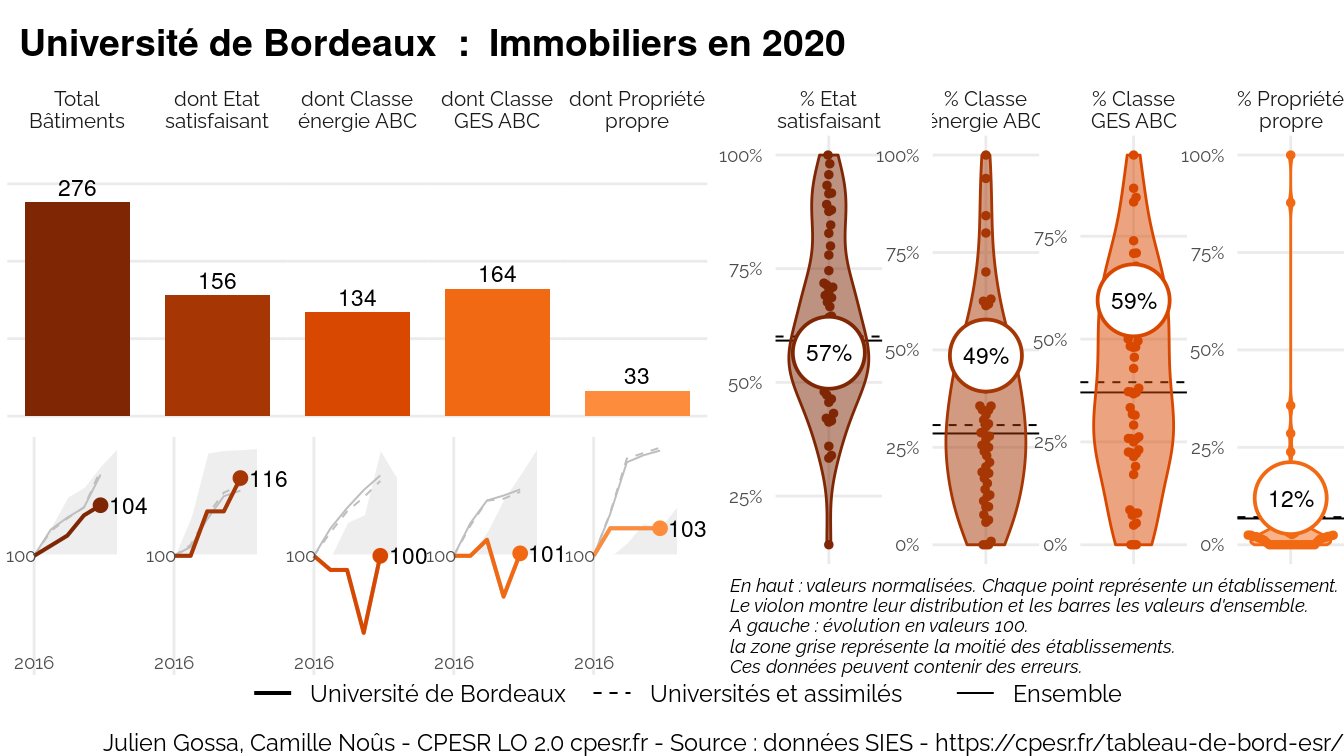 Université de Bordeaux : Immobiliers en 2020
Total
Bâtiments
dont Etat
satisfaisant
dont Classe
énergie ABC
dont Classe
GES ABC
dont Propriété
propre
276
156
134
164
33
104
116
100
101
103
100
100
100
100
100
2016
2016
2016
2016
2016
% Etat
satisfaisant
100%
75%
50%
25%
57%
% Classe
énergie ABC
100%
75%
50%
25%
0%
49%
% Classe
GES ABC
75%
50%
25%
0%
59%
% Propriété
propre
100%
75%
50%
25%
0%
12%
En haut : valeurs normalisées. Chaque point représente un établissement.
Le violon montre leur distribution et les barres les valeurs d'ensemble.
A gauche : évolution en valeurs 100.
la zone grise représente la moitié des établissements.
Ces données peuvent contenir des erreurs.
Université de Bordeaux Universités et assimilés Ensemble
Julien Gossa, Camille Noûs - CPESR LO 2.0 cpesr.fr - Source : données SIES - https://cpesr.fr/tableau-de-bord-esr/